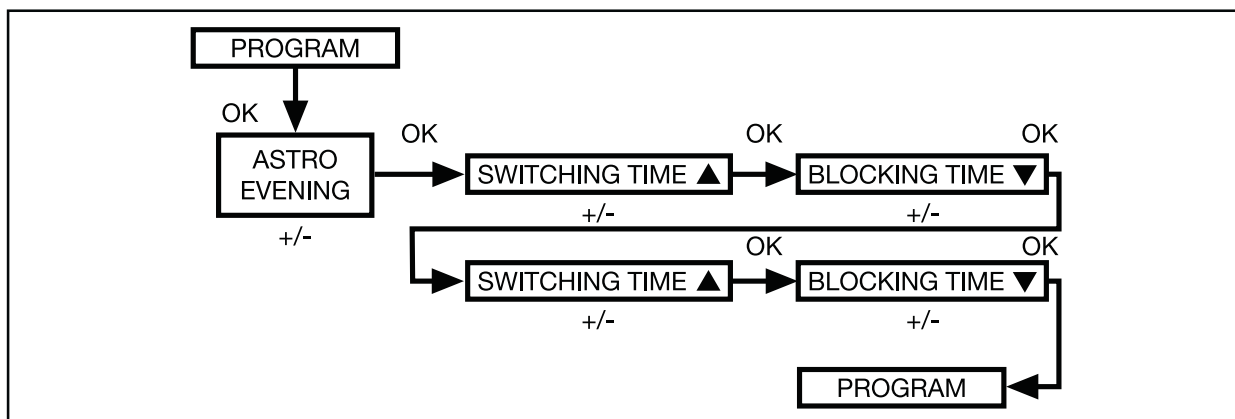 PROGRAM
OK
ASTRO
EVENING
+/-
OK
SWITCHING TIME ▲
+/-
OK
BLOCKING TIME ▼
+/-
OK
SWITCHING TIME ▲
+/-
OK
BLOCKING TIME ▼
+/-
OK
PROGRAM